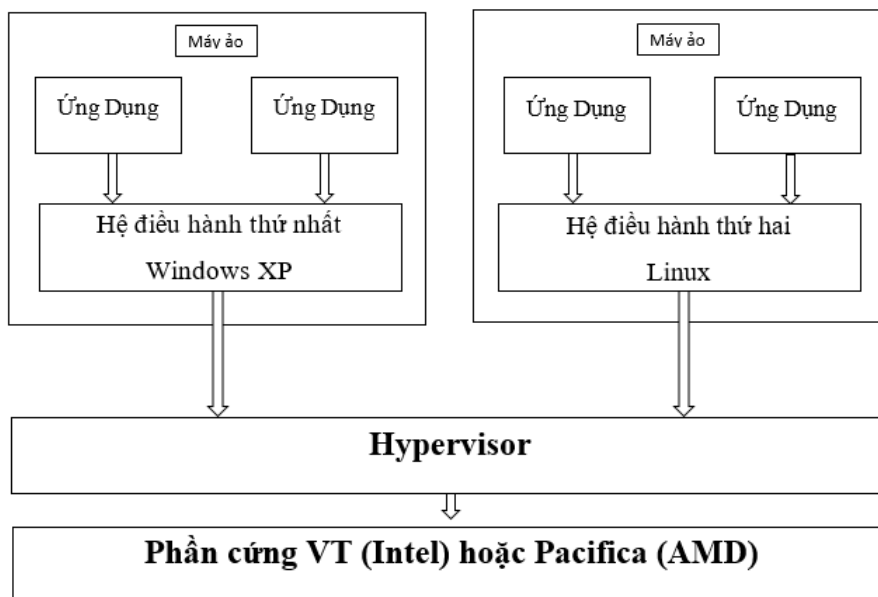 Máy ảo
Máy ảo
Ứng Dụng
Ứng Dụng
Ứng Dụng
Ứng Dụng
Hệ điều hành thứ nhất
Windows XP
Hệ điều hành thứ hai
Linux
Hypervisor
Phần cứng VT (Intel) hoặc Pacifica (AMD)